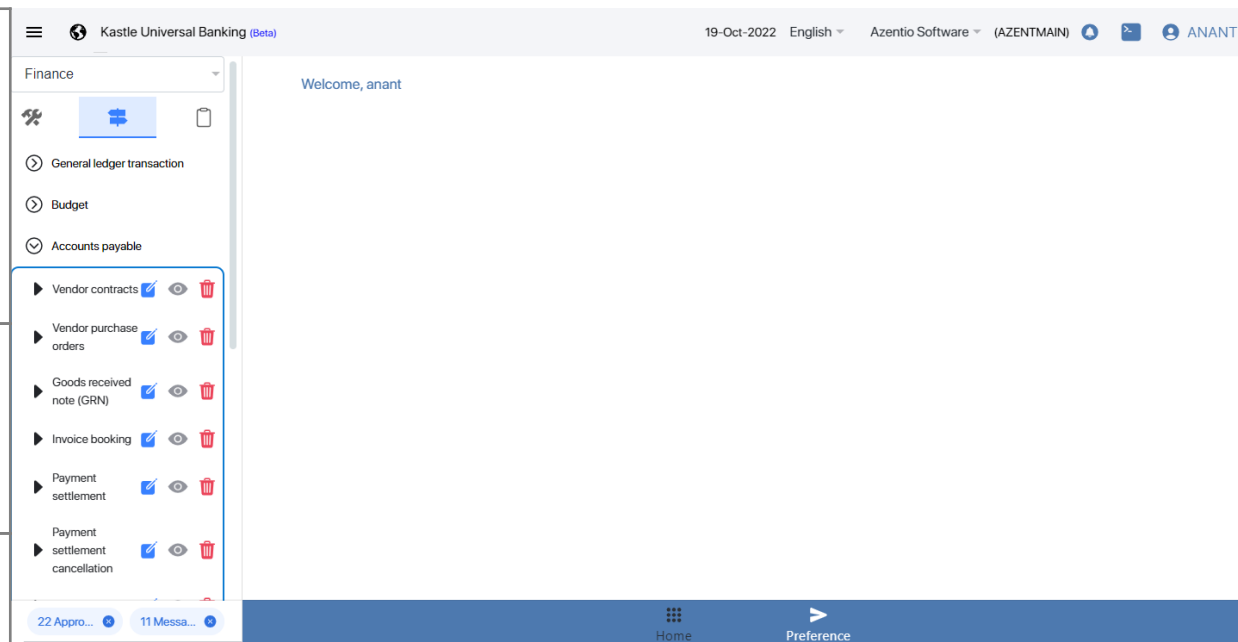 Kastle Universal Banking (Beta)
19-Oct-2022 English Azentio Software (AZENTMAIN) ANANT
Finance
Welcome, anant
General ledger transaction
Budget
Accounts payable
Vendor contracts
Vendor purchase
orders
Goods received
note (GRN)
Invoice booking
Payment
settlement
Payment
settlement
cancellation
22 Appro...
11 Messa...
Home
Preference